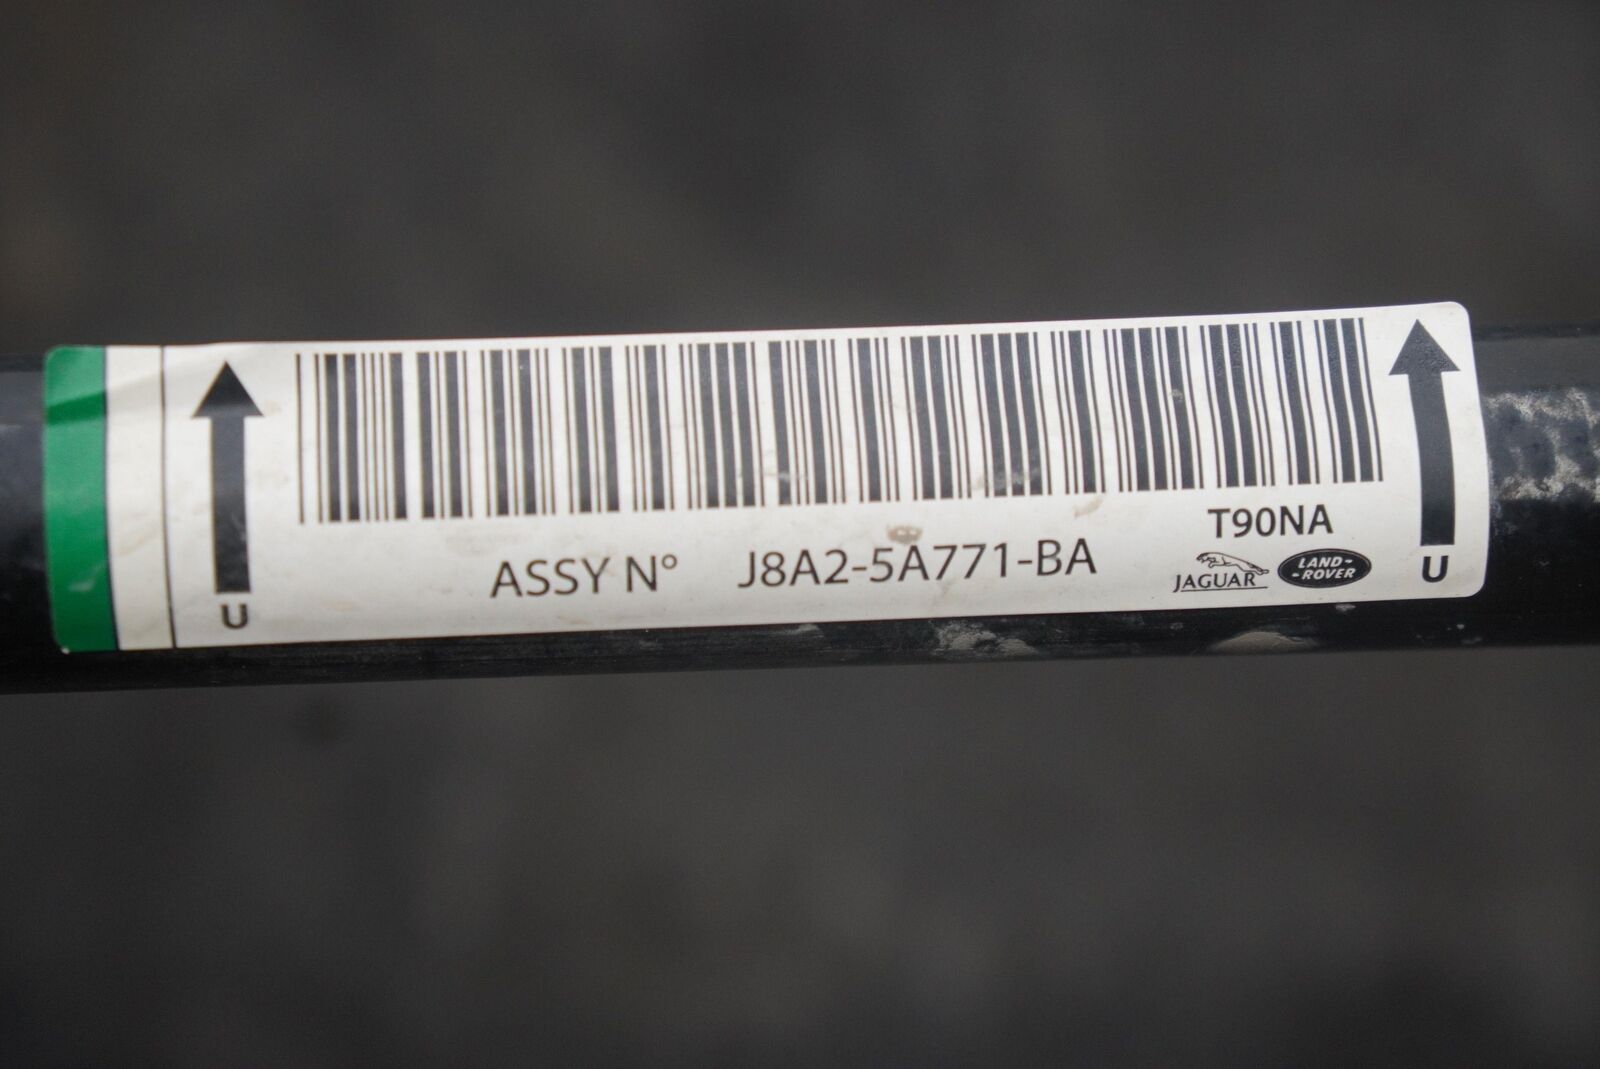 T90NA
ASSY N° J8A2-5A771-BA
JAGUAR
LAND-
-ROVER
U
U